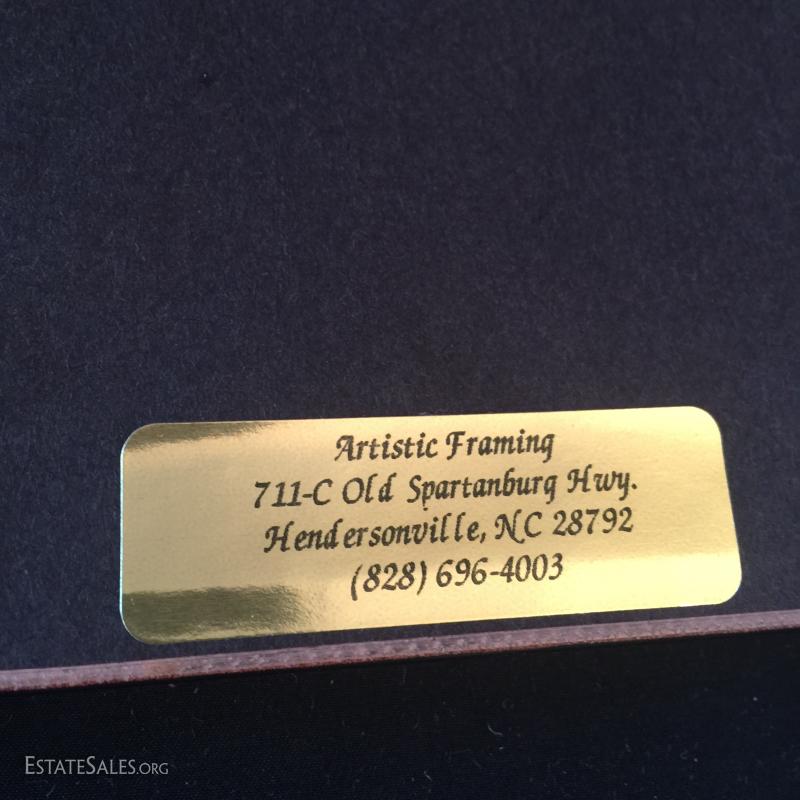 Artistic Framing
711-C Old Spartanburg Hwy.
Hendersonville, NC 28792
(828) 696-4003
ESTATESALES.ORG